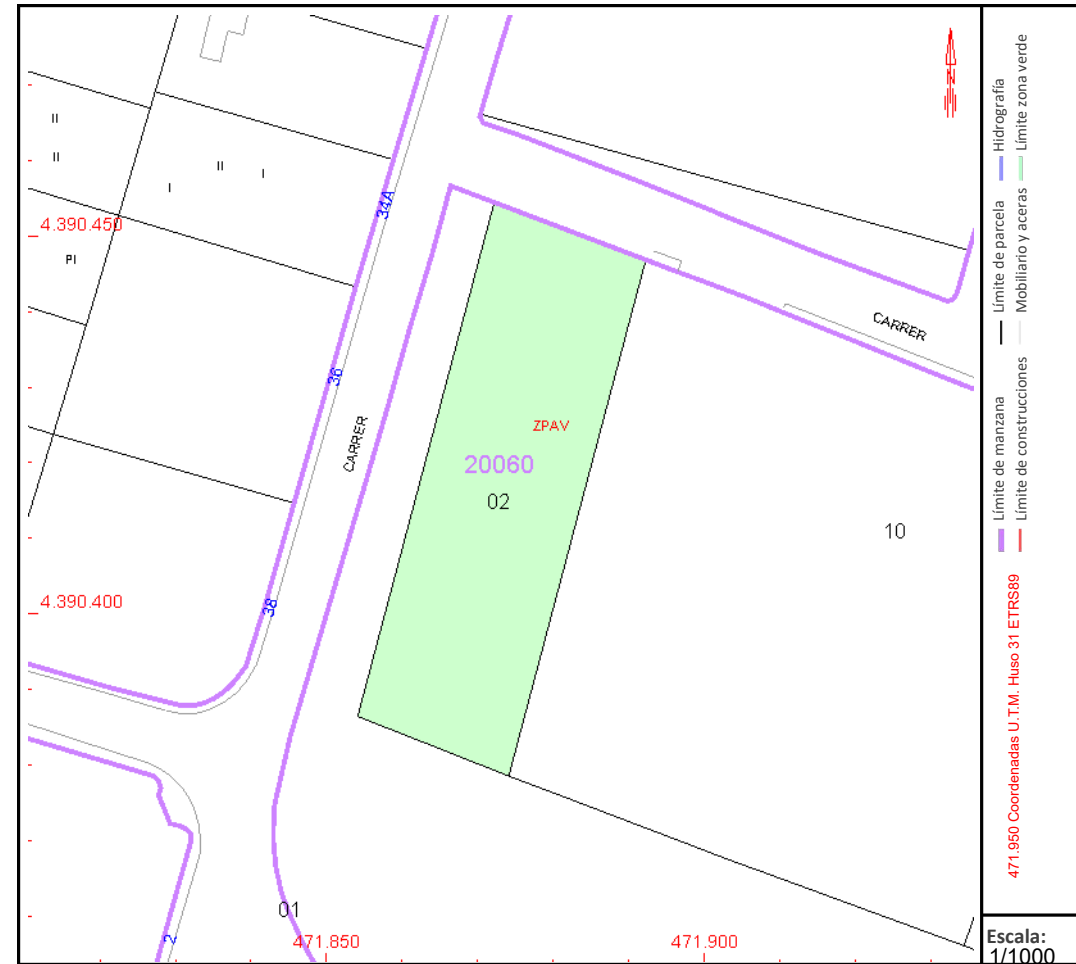 II
II
II
I
I
PI
4.390.450
34A
36
38
CARRER
CARRER
ZPAV
20060
02
10
4.390.400
01
2
471.850
471.900
N
Hidrografía
Límite zona verde
Límite de parcela
Mobiliario y aceras
Límite de manzana
Límite de construcciones
471.950 Coordenadas U.T.M. Huso 31 ETRS89
Escala:
1/1000